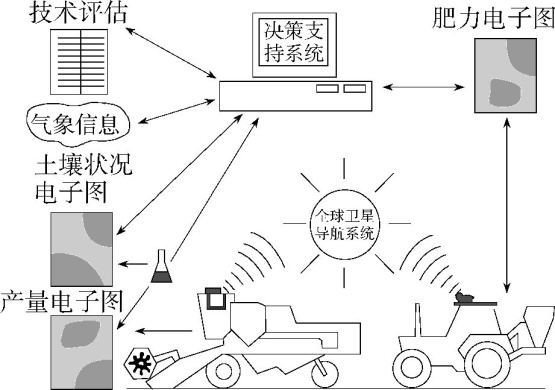 技术评估
决策支
持系统
肥力电子图
气象信息
土壤状况
电子图
全球卫星
导航系统
产量电子图